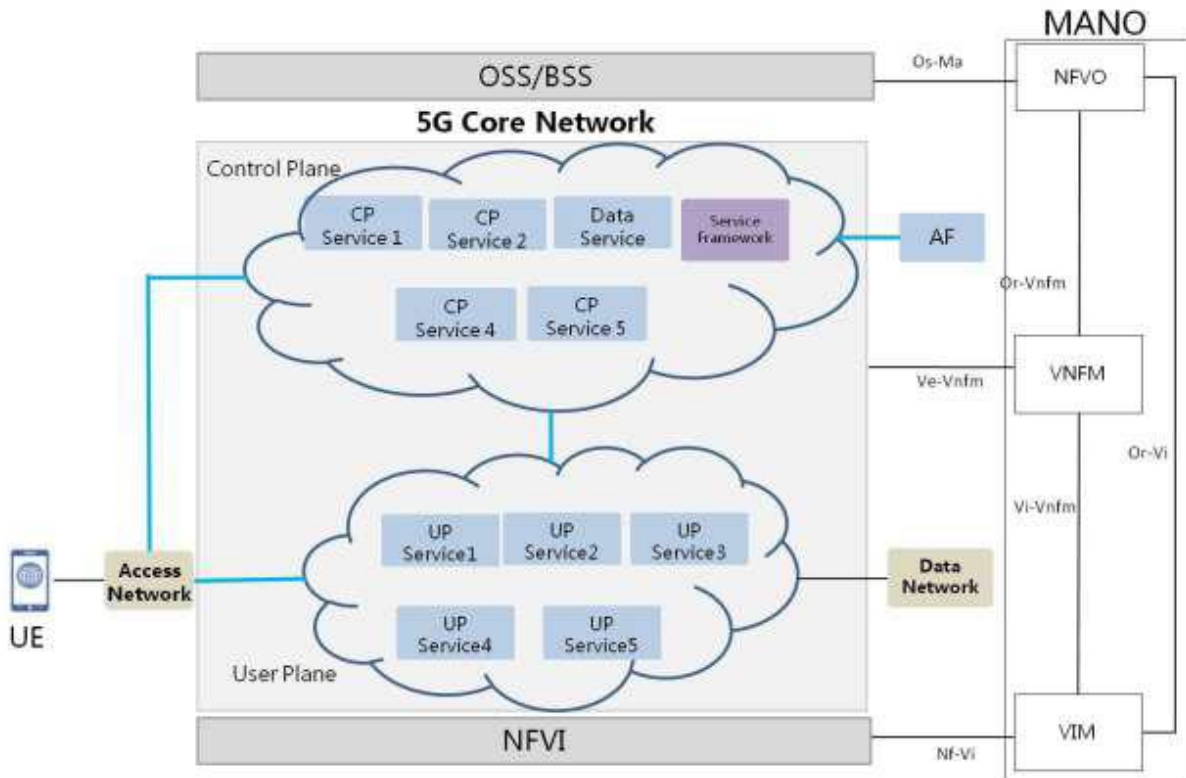 MANO
OSS/BSS
Os-Ma
NFVO
5G Core Network
Control Plane
CP
Service 1
CP
Service 2
Data
Service
Service
Framework
AF
Or-Vnfm
CP
Service 4
CP
Service 5
Ve-Vnfm
VNFM
Or-Vi
Vi-Vnfm
UP
Service1
UP
Service2
UP
Service3
Access
Network
Data
Network
UE
UP
Service4
UP
Service5
User Plane
NFVI
Nf-Vi
VIM